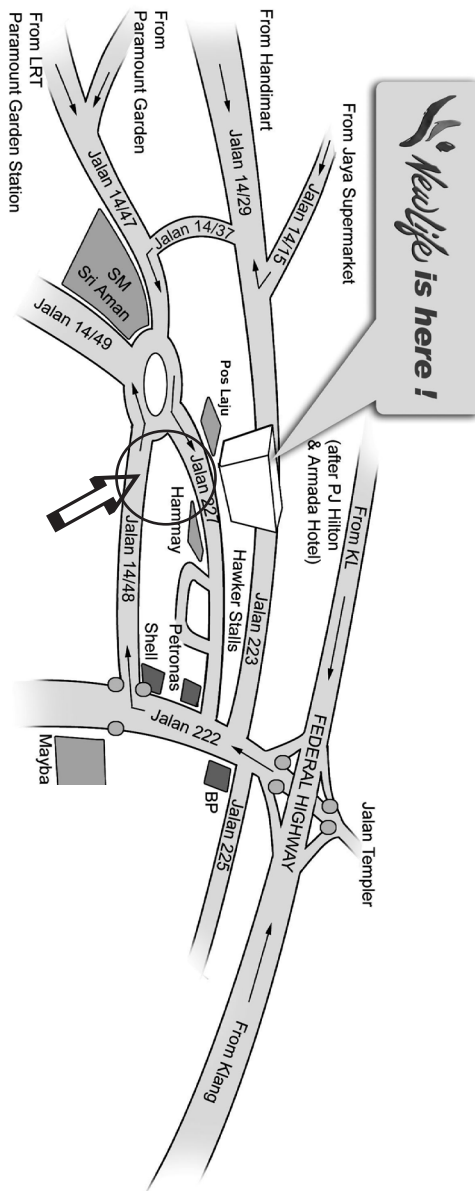 From LRT
Paramount Garden Station
From
Paramount Garden
From Handimart
From Jaya Supermarket
NewLife is here !
Jalan 14/47
Jalan 14/37
Jalan 14/29
Jalan 14/15
SM
Sri Aman
Jalan 14/49
Pos Laju
Jalan 227
Hammay
Jalan 14/48
Hawker Stalls
Jalan 223
(after PJ Hilton
& Armada Hotel)
From KL
Petronas
Shell
Jalan 222
FEDERAL HIGHWAY
Mayba
BP
Jalan 225
Jalan Templer
From Klang